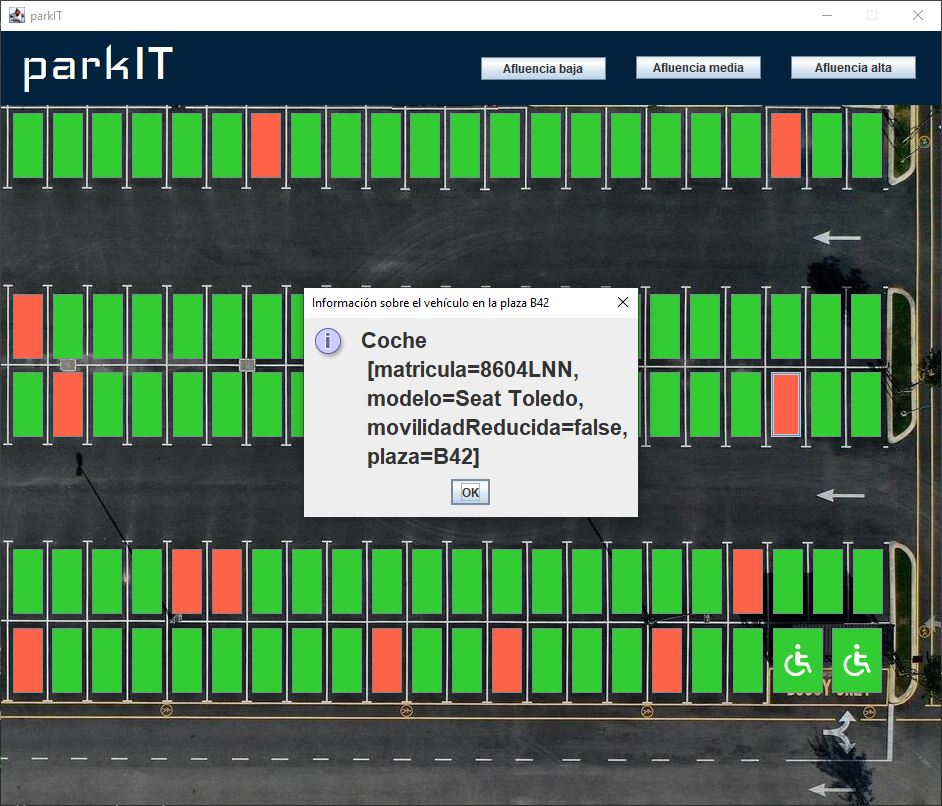 parkIT
parkIT
Afluencia baja
Afluencia media
Afluencia alta
Información sobre el vehículo en la plaza B42
Coche
[matricula=8604LNN,
modelo=Seat Toledo,
movilidadReducida=false,
plaza=B42]
OK